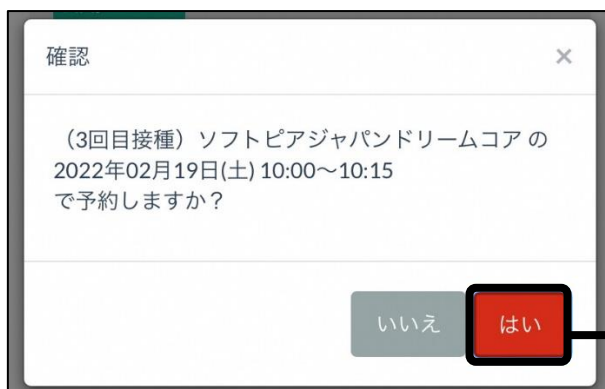 確認
×
（3回目接種）ソフトピアジャパンドリームコア の
2022年02月19日(土) 10:00～10:15
で予約しますか？
いいえ
はい